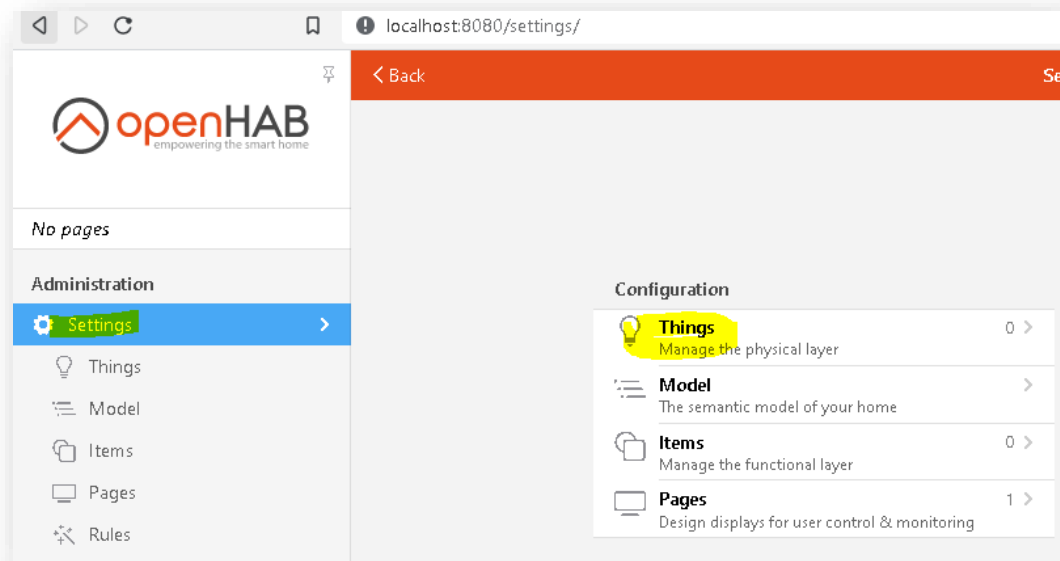 localhost:8080/settings/
Back
Se
openHAB
empowering the smart home
No pages
Administration
Settings
Things
Model
Items
Pages
Rules
Configuration
Things 0
Manage the physical layer
Model
The semantic model of your home
Items 0
Manage the functional layer
Pages 1
Design displays for user control & monitoring